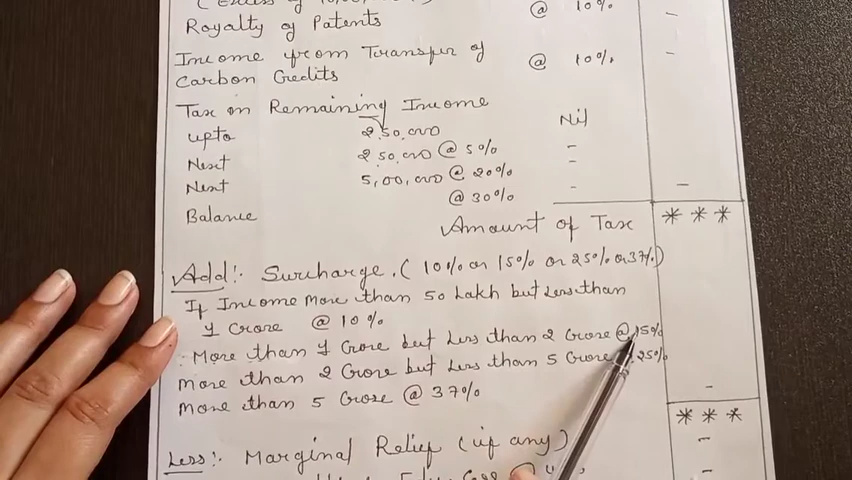 (Excess of
@ 10%
Royalty of Patents -
Income from Transfer of @ 10% -
Carbon Credits
Tax on Remaining Income
upto 2,50,000 Nil
Next 2,50,000 @ 5% -
Next 5,00,000 @ 20% -
Balance @ 30% - -
Amount of Tax ***
Add:- Surcharge. (10% or 15% or 25% or 37%)
If Income More than 50 Lakh but Less than
1 Crore @ 10%
More than 1 Crore but Less than 2 Crore @ 15%
more than 2 Crore but Less than 5 Crore 25%
more than 5 Crore @ 37% -
***
Less:- Marginal Relief (if any) -